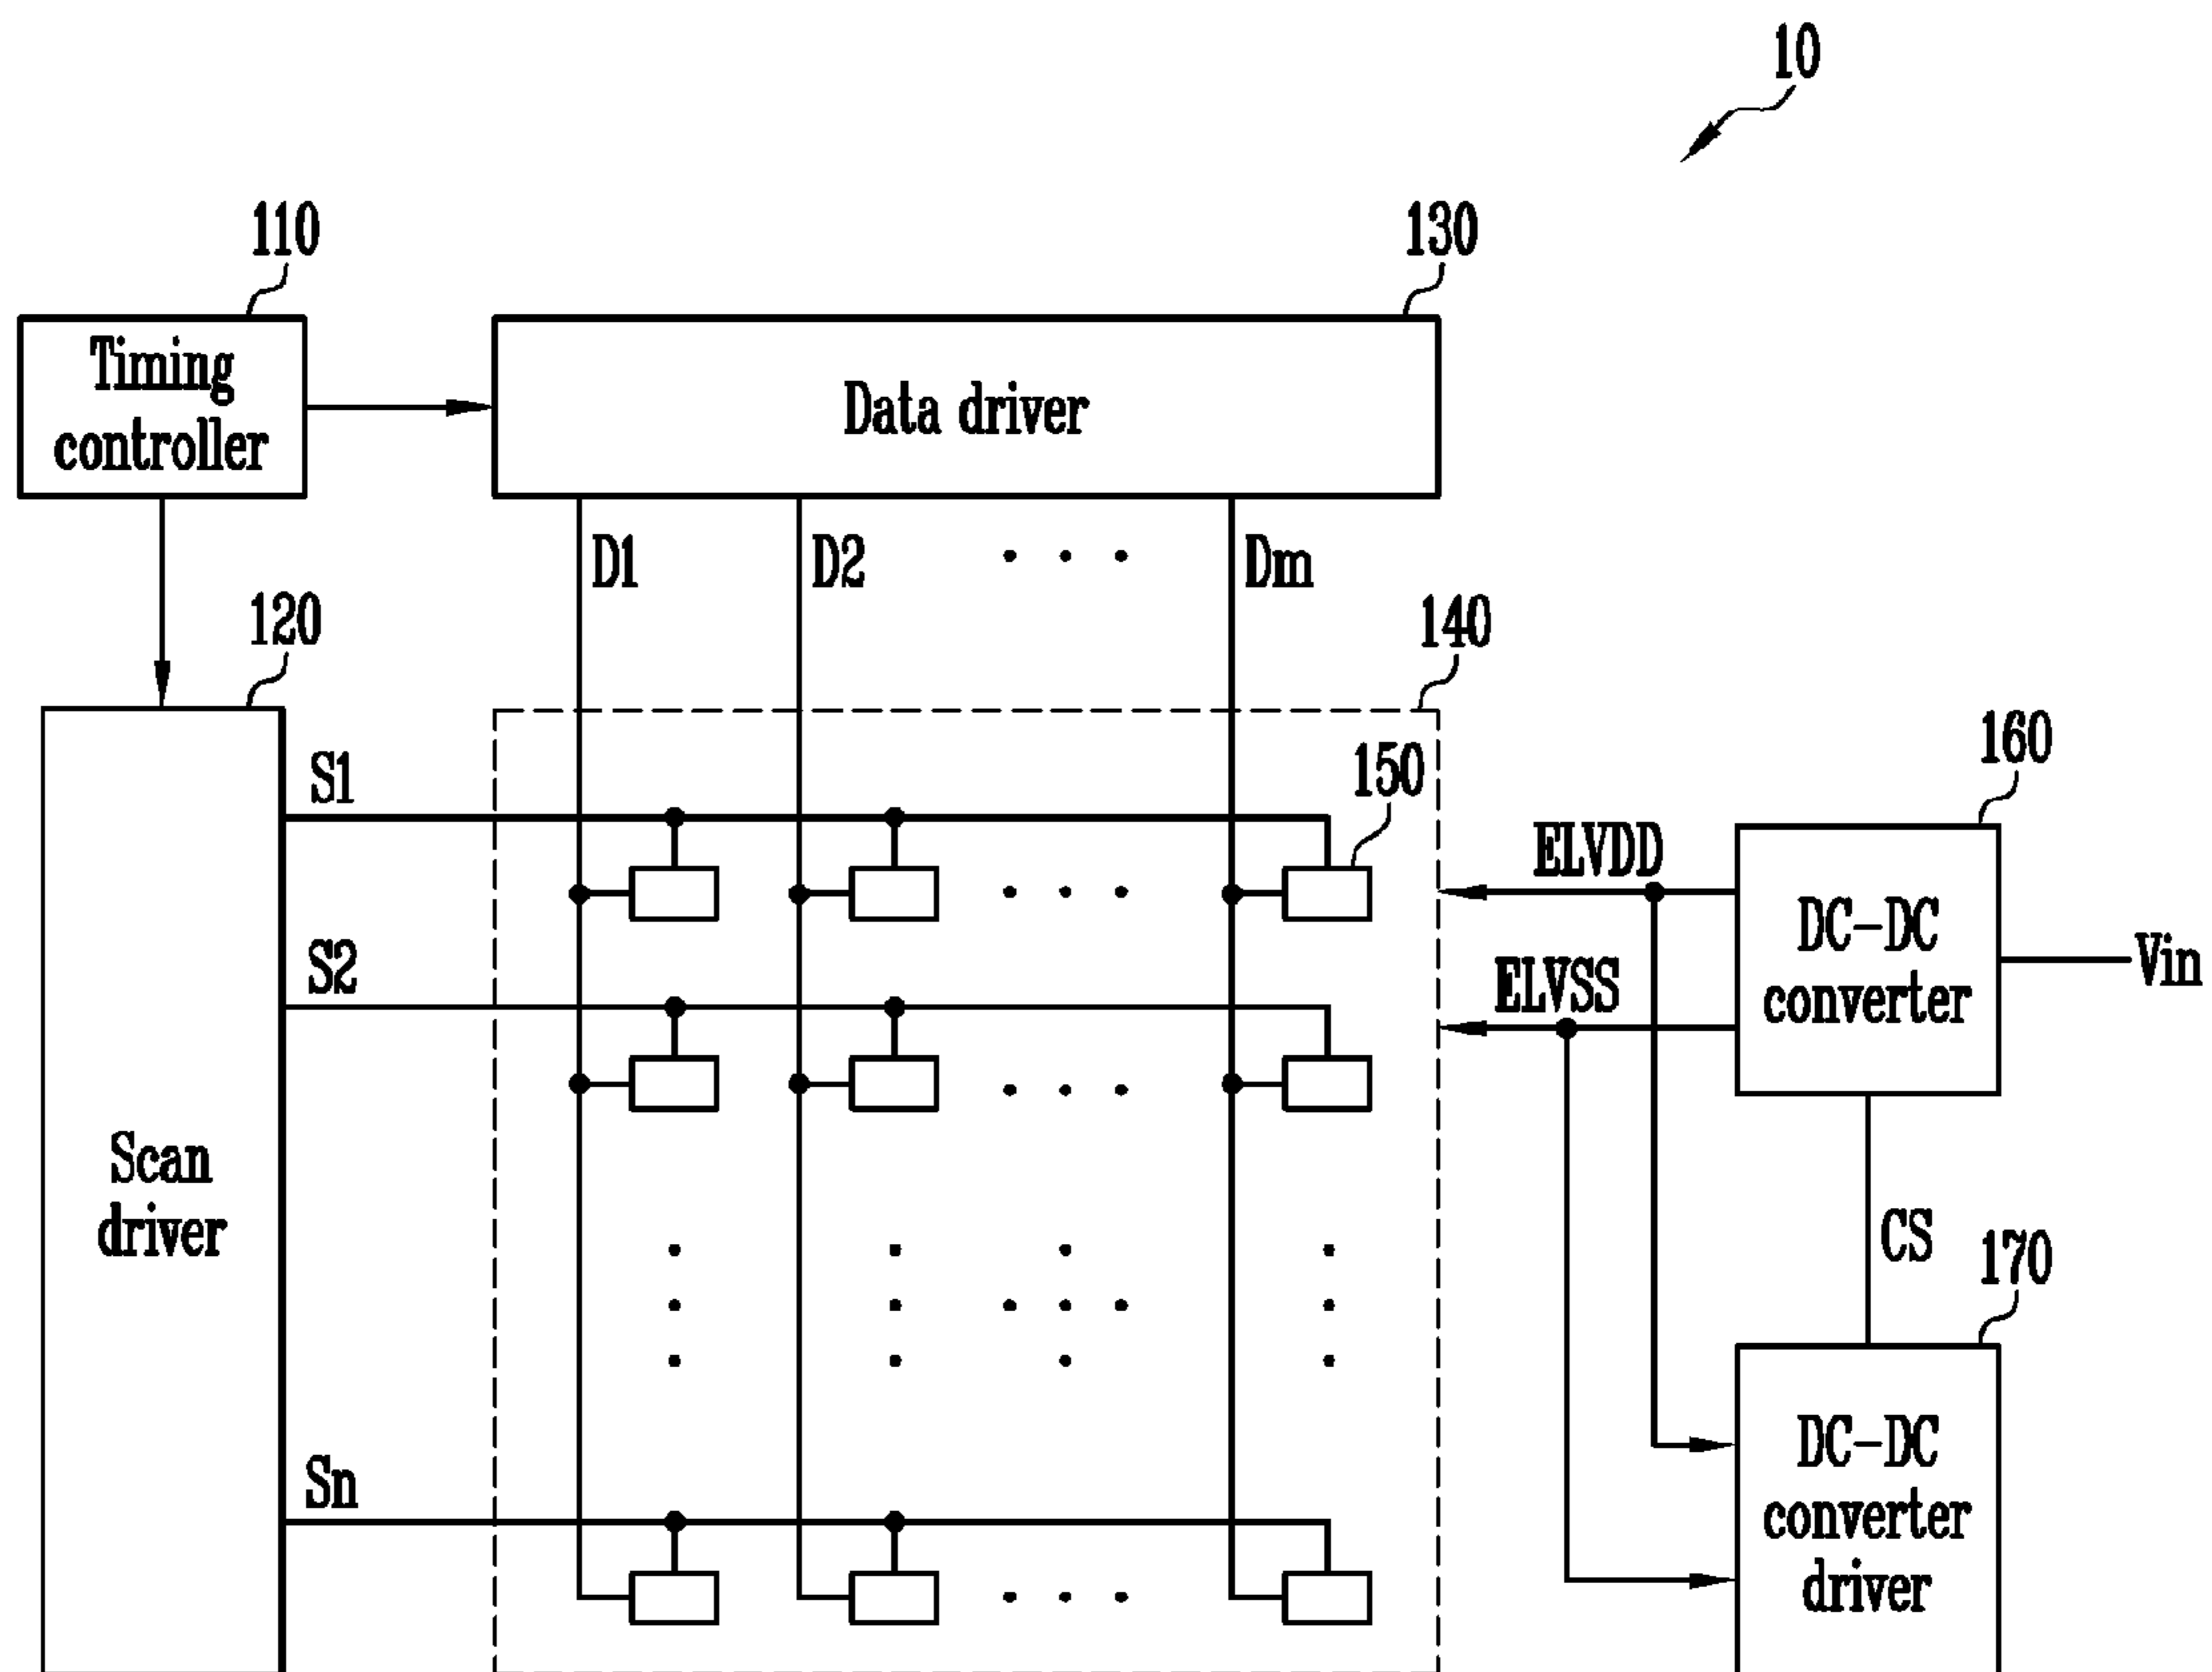 10
110
130
Timing
controller
Data driver
D1
D2
Dm
120
140
S1
150
160
ELVDD
DC-DC
converter
Vin
S2
ELVSS
Scan
driver
CS
170
Sn
DC-DC
converter
driver